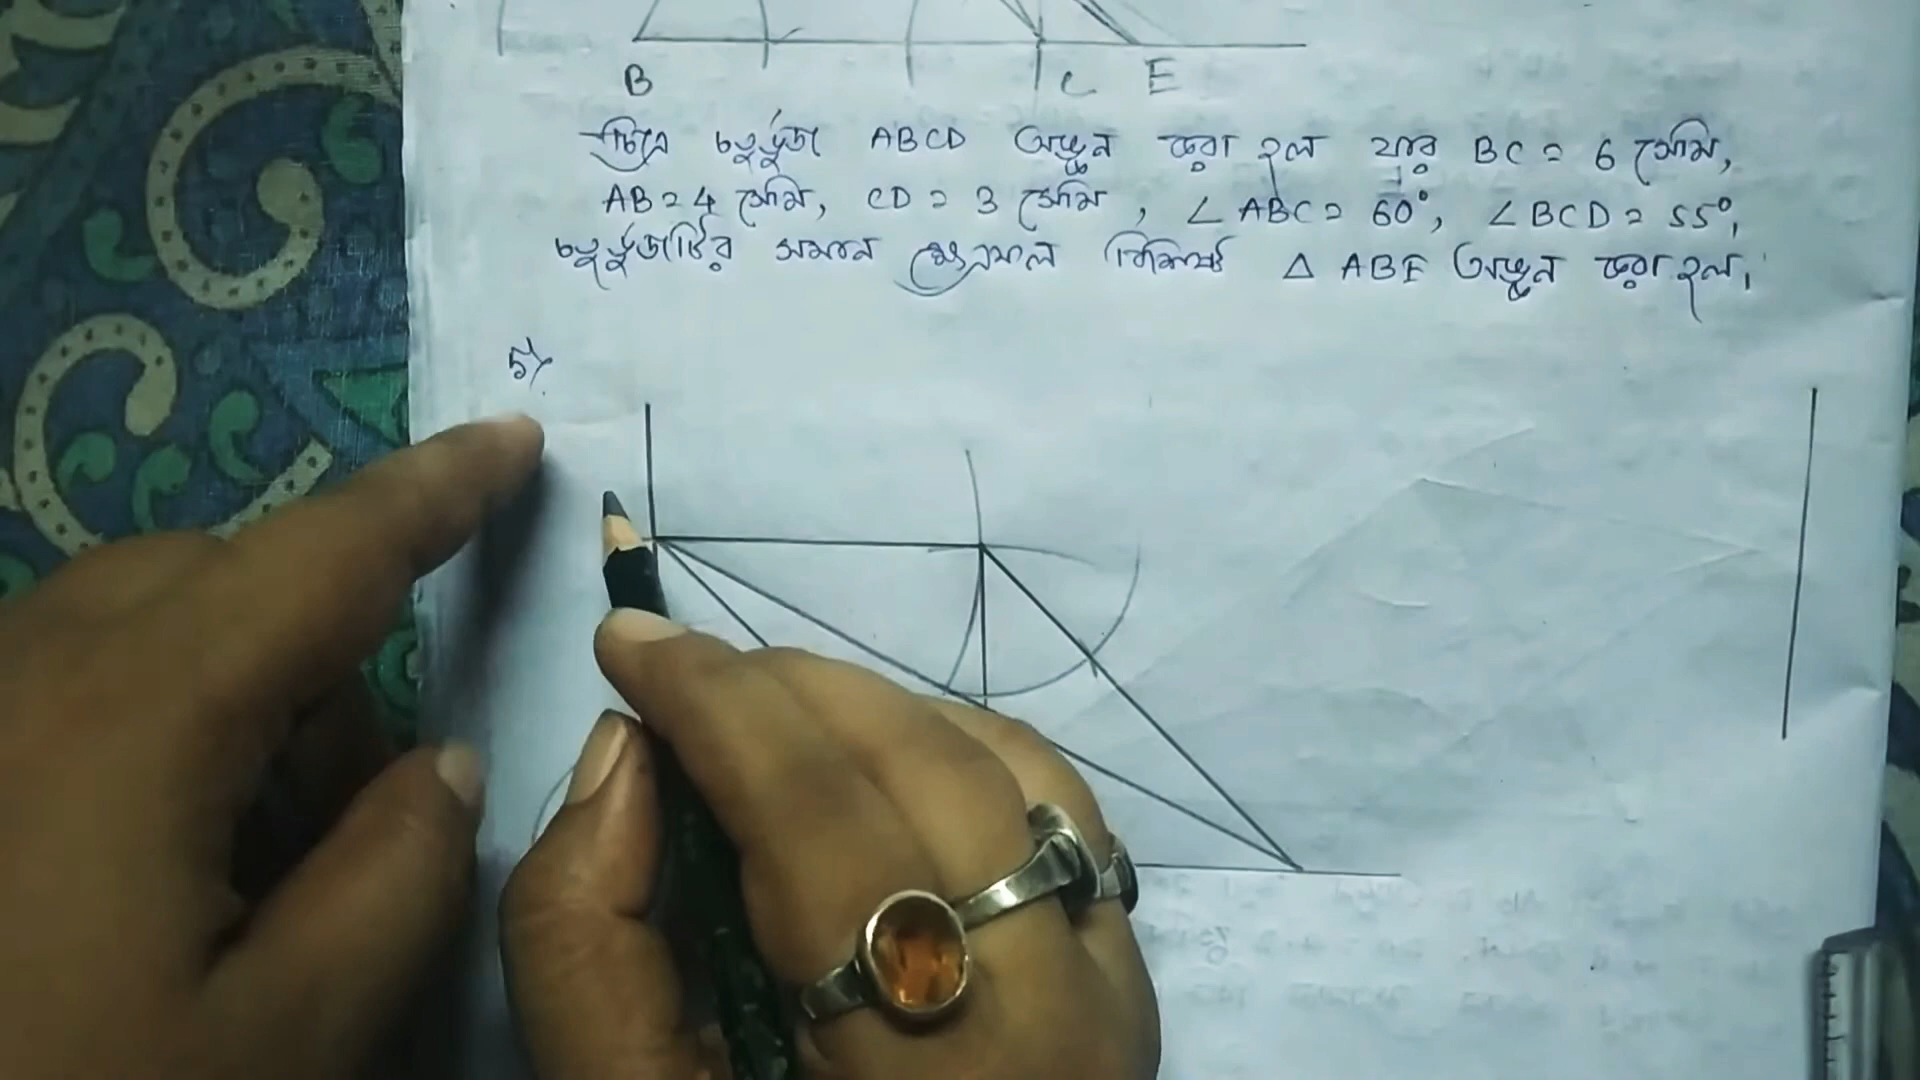 B C E
চিত্রে চতুর্ভুজ ABCD অঙ্কন করা হল যার BC = 6 সেমি,
AB = 4 সেমি, CD = 3 সেমি, ∠ ABC = 60°, ∠ BCD = 55°,
চতুর্ভুজটির সমান ক্ষেত্রফল বিশিষ্ট △ ABE অঙ্কন করা হল।
5)